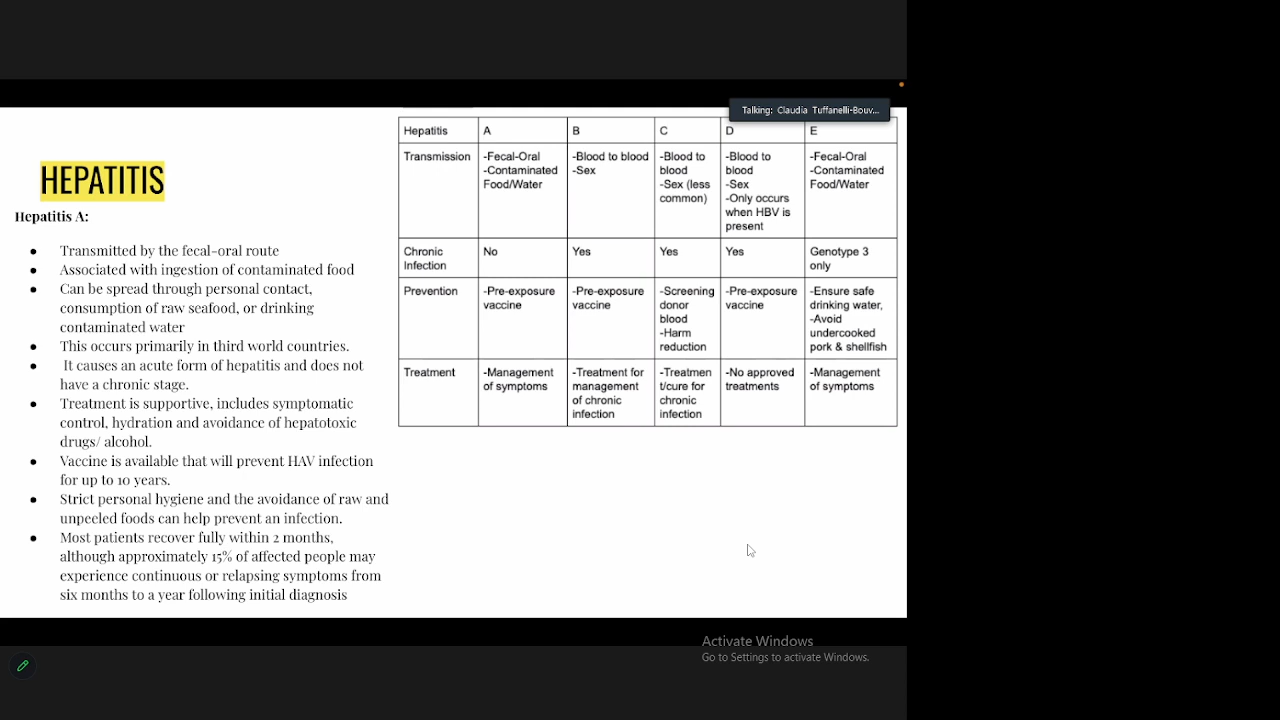 Talking: Claudia Tuffanelli-Bouv...
HEPATITIS
Hepatitis A:
● Transmitted by the fecal-oral route
● Associated with ingestion of contaminated food
● Can be spread through personal contact,
consumption of raw seafood, or drinking
contaminated water
● This occurs primarily in third world countries.
● It causes an acute form of hepatitis and does not
have a chronic stage.
● Treatment is supportive, includes symptomatic
control, hydration and avoidance of hepatotoxic
drugs/ alcohol.
● Vaccine is available that will prevent HAV infection
for up to 10 years.
● Strict personal hygiene and the avoidance of raw and
unpeeled foods can help prevent an infection.
● Most patients recover fully within 2 months,
although approximately 15% of affected people may
experience continuous or relapsing symptoms from
six months to a year following initial diagnosis
Hepatitis
A
B
C
D
E
Transmission
-Fecal-Oral
-Contaminated
Food/Water
-Blood to blood
-Sex
-Blood to
blood
-Sex (less
common)
-Blood to
blood
-Sex
-Only occurs
when HBV is
present
-Fecal-Oral
-Contaminated
Food/Water
Chronic
Infection
No
Yes
Yes
Yes
Genotype 3
only
Prevention
-Pre-exposure
vaccine
-Pre-exposure
vaccine
-Screening
donor
blood
-Harm
reduction
-Pre-exposure
vaccine
-Ensure safe
drinking water,
-Avoid
undercooked
pork & shellfish
Treatment
-Management
of symptoms
-Treatment for
management
of chronic
infection
-Treatmen
t/cure for
chronic
infection
-No approved
treatments
-Management
of symptoms
Activate Windows
Go to Settings to activate Windows.